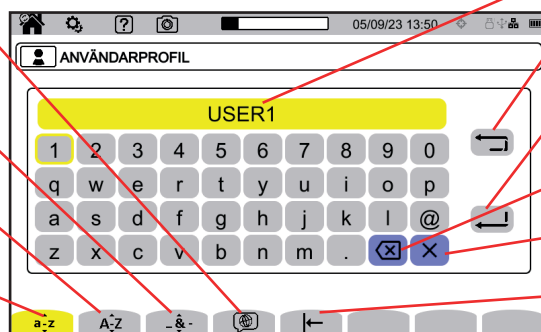 ? 05/09/23 13:50
ANVÄNDARPROFIL
USER1
1 2 3 4 5 6 7 8 9 0
q w e r t y u i o p
a s d f g h j k l @
z x c v b n m .
a-z A-Z _&-